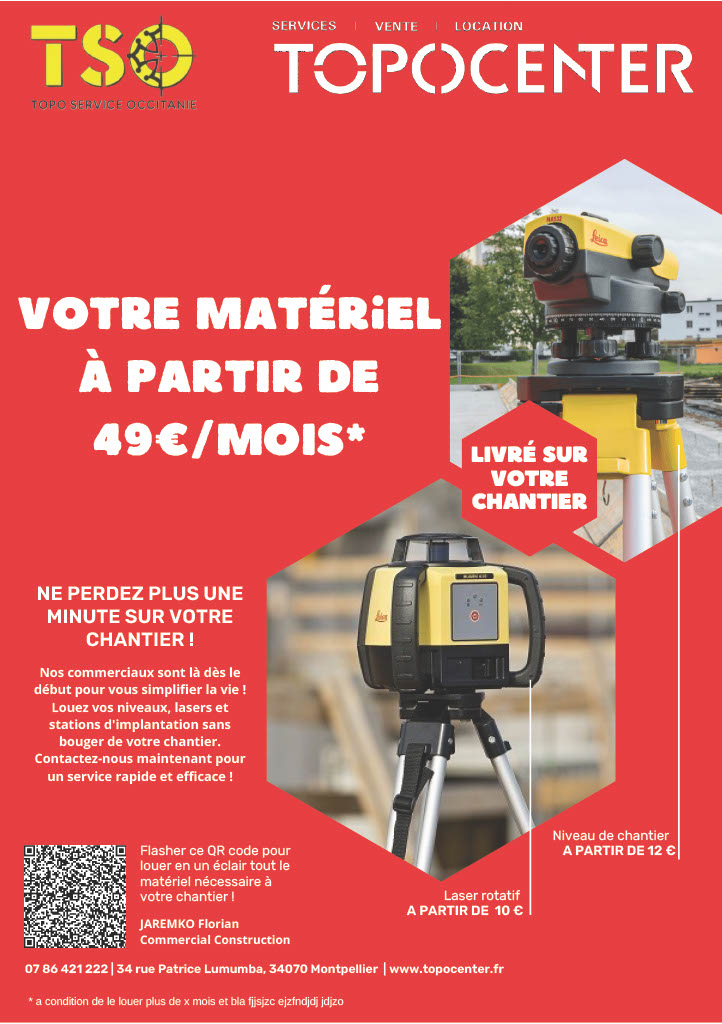 TSO
TOPO SERVICE OCCITANIE
SERVICES | VENTE | LOCATION
TOPOCENTER
VOTRE MATÉRiEL
À PARTIR DE
49€/MOIS*
NA532
Leica
LIVRÉ SUR
VOTRE
CHANTIER
Leica
NE PERDEZ PLUS UNE
MINUTE SUR VOTRE
CHANTIER !
Nos commerciaux sont là dès le
début pour vous simplifier la vie !
Louez vos niveaux, lasers et
stations d'implantation sans
bouger de votre chantier.
Contactez-nous maintenant pour
un service rapide et efficace !
Niveau de chantier
A PARTIR DE 12 €
Laser rotatif
A PARTIR DE 10 €
Flasher ce QR code pour
louer en un éclair tout le
matériel nécessaire à
votre chantier !
JAREMKO Florian
Commercial Construction
07 86 421 222 | 34 rue Patrice Lumumba, 34070 Montpellier | www.topocenter.fr
* a condition de le louer plus de x mois et bla fjjsjzc ejzfndjdj jdjzo